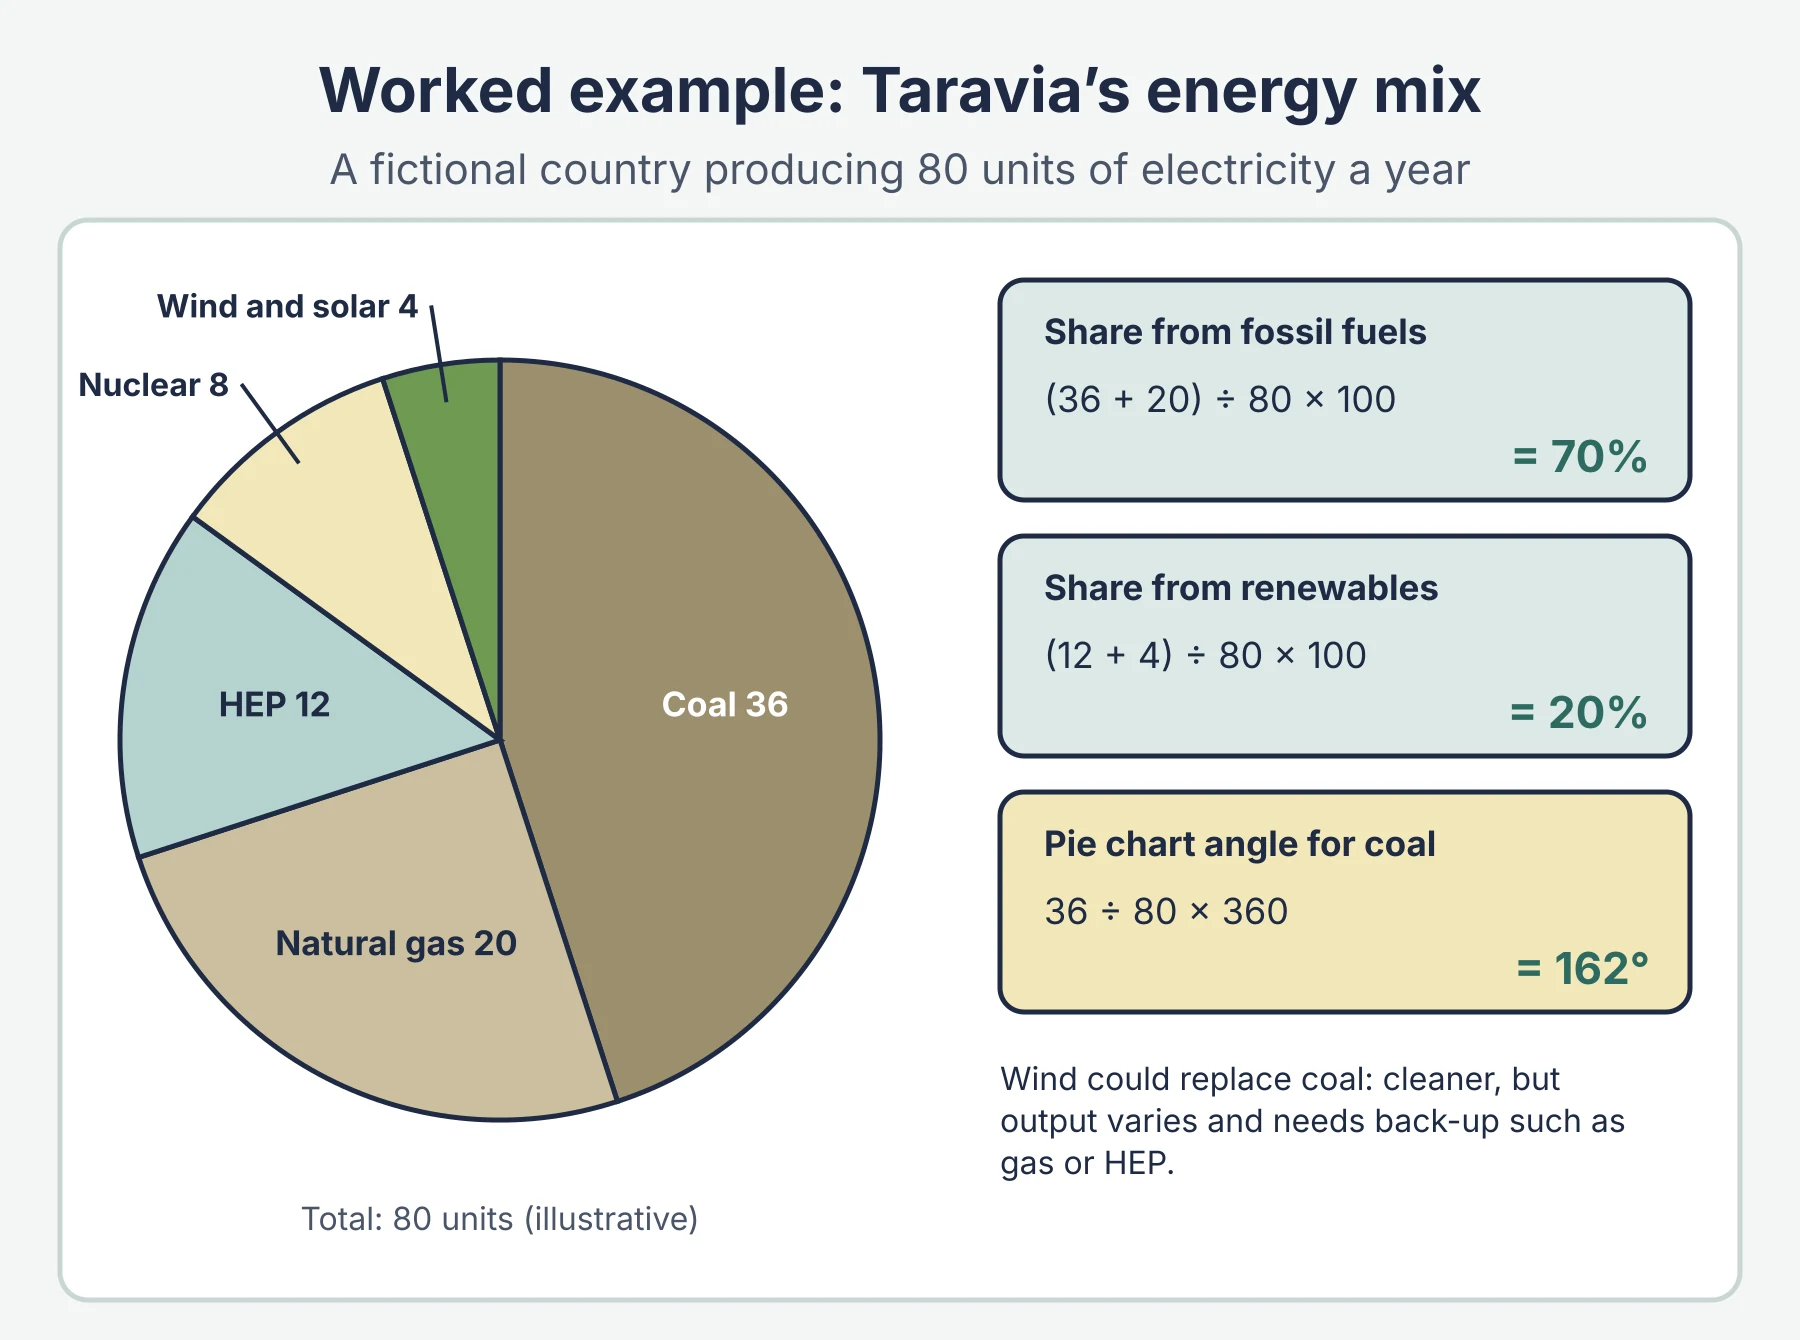 Worked example: Taravia’s energy mix
A fictional country producing 80 units of electricity a year
Wind and solar 4
Nuclear 8
HEP 12
Coal 36
Natural gas 20
Total: 80 units (illustrative)
Share from fossil fuels
(36 + 20) ÷ 80 × 100
= 70%
Share from renewables
(12 + 4) ÷ 80 × 100
= 20%
Pie chart angle for coal
36 ÷ 80 × 360
= 162°
Wind could replace coal: cleaner, but
output varies and needs back-up such as
gas or HEP.